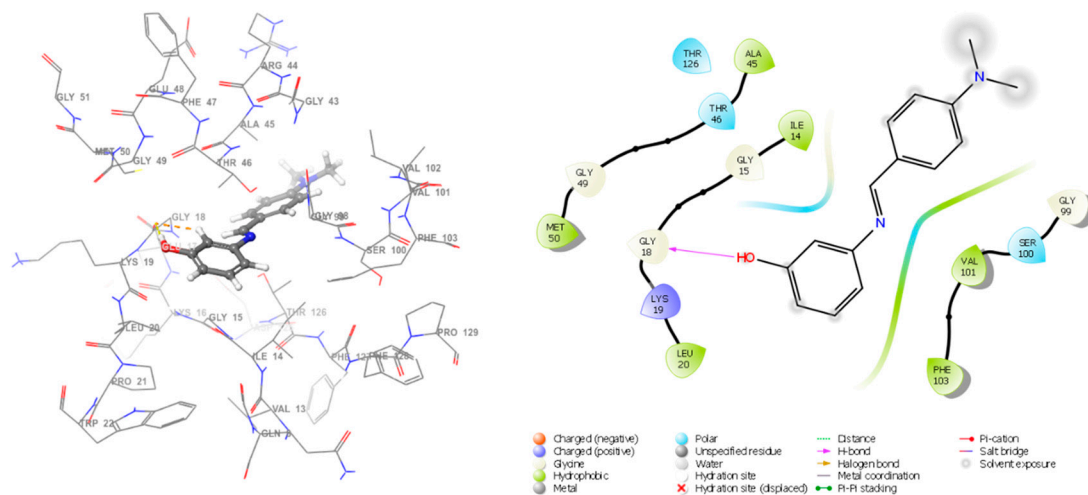 ARG 44
GLU 48
GLY 51
PHE 47
GLY 43
ALA 45
MET 50
GLY 49
THR 46
VAL 102
VAL 101
GLY 18
SER 100
PHE 103
LYS 19
GLY 15
THR 126
LEU 20
PRO 129
ILE 14
PRO 21
VAL 13
TRP 22
THR
126
ALA
45
THR
46
ILE
14
GLY
15
GLY
49
MET
50
GLY
18
HO
LYS
19
LEU
20
N
N
GLY
99
SER
100
VAL
101
PHE
103
Charged (negative)
Charged (positive)
Glycine
Hydrophobic
Metal
Polar
Unspecified residue
Water
Hydration site
Hydration site (displaced)
Distance
H-bond
Halogen bond
Metal coordination
Pi-Pi stacking
Pi-cation
Salt bridge
Solvent exposure